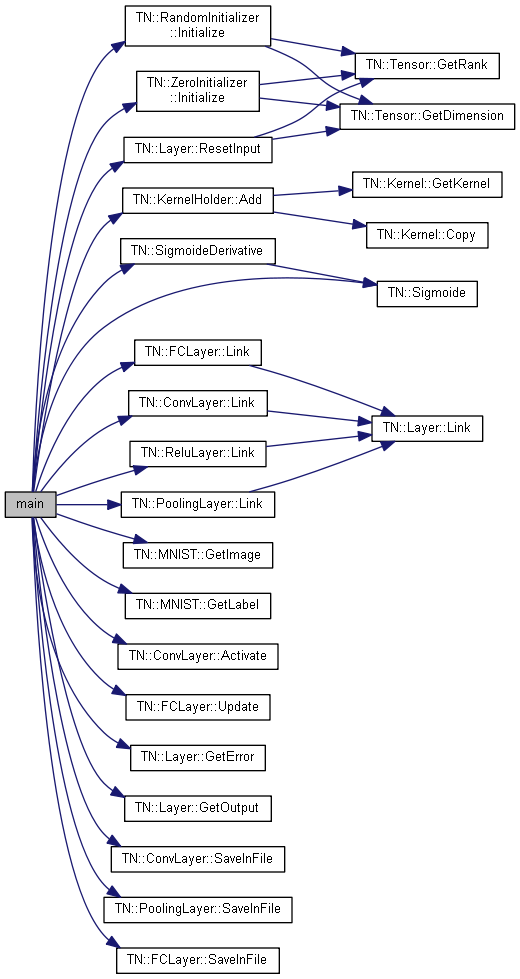 TN::RandomInitializer
::Initialize
TN::Tensor::GetRank
TN::ZeroInitializer
::Initialize
TN::Tensor::GetDimension
TN::Layer::ResetInput
TN::Kernel::GetKernel
TN::KernelHolder::Add
TN::Kernel::Copy
TN::SigmoideDerivative
TN::Sigmoide
TN::FCLayer::Link
TN::ConvLayer::Link
TN::Layer::Link
TN::ReluLayer::Link
main
TN::PoolingLayer::Link
TN::MNIST::GetImage
TN::MNIST::GetLabel
TN::ConvLayer::Activate
TN::FCLayer::Update
TN::Layer::GetError
TN::Layer::GetOutput
TN::ConvLayer::SaveInFile
TN::PoolingLayer::SaveInFile
TN::FCLayer::SaveInFile